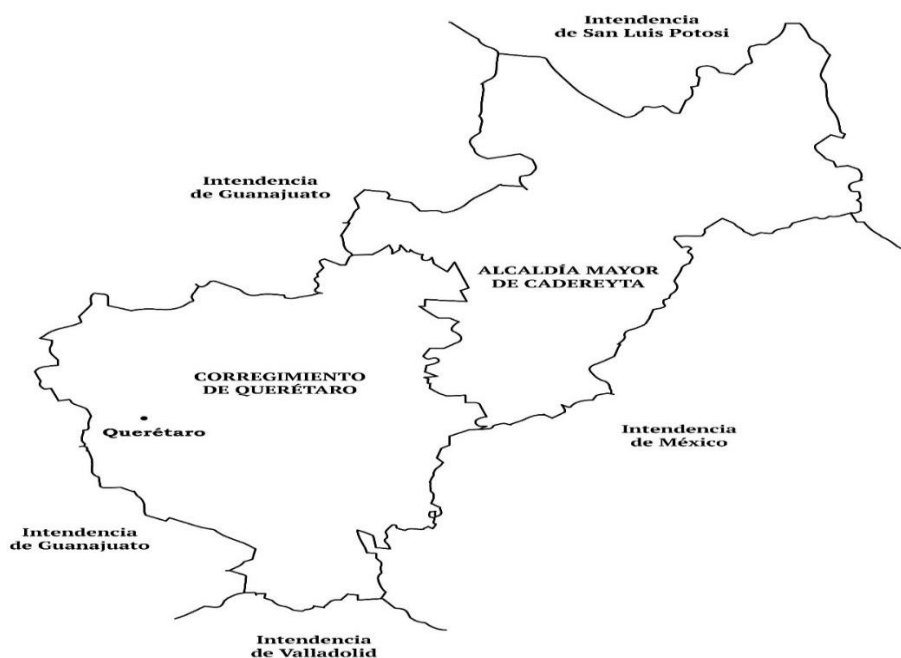 Intendencia
de San Luis Potosi
Intendencia
de Guanajuato
ALCALDÍA MAYOR
DE CADEREYTA
CORREGIMIENTO
DE QUERÉTARO
Querétaro
Intendencia
de México
Intendencia
de Guanajuato
Intendencia
de Valladolid